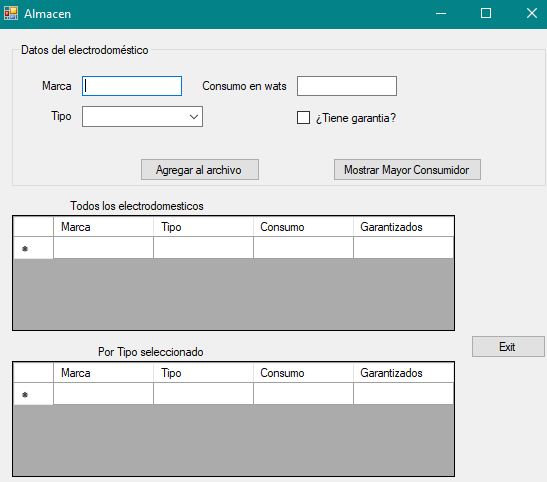 Almacen
Datos del electrodoméstico
Marca
Consumo en wats
Tipo
¿Tiene garantia?
Agregar al archivo
Mostrar Mayor Consumidor
Todos los electrodomesticos
Marca Tipo Consumo Garantizados
Exit
Por Tipo seleccionado
Marca Tipo Consumo Garantizados